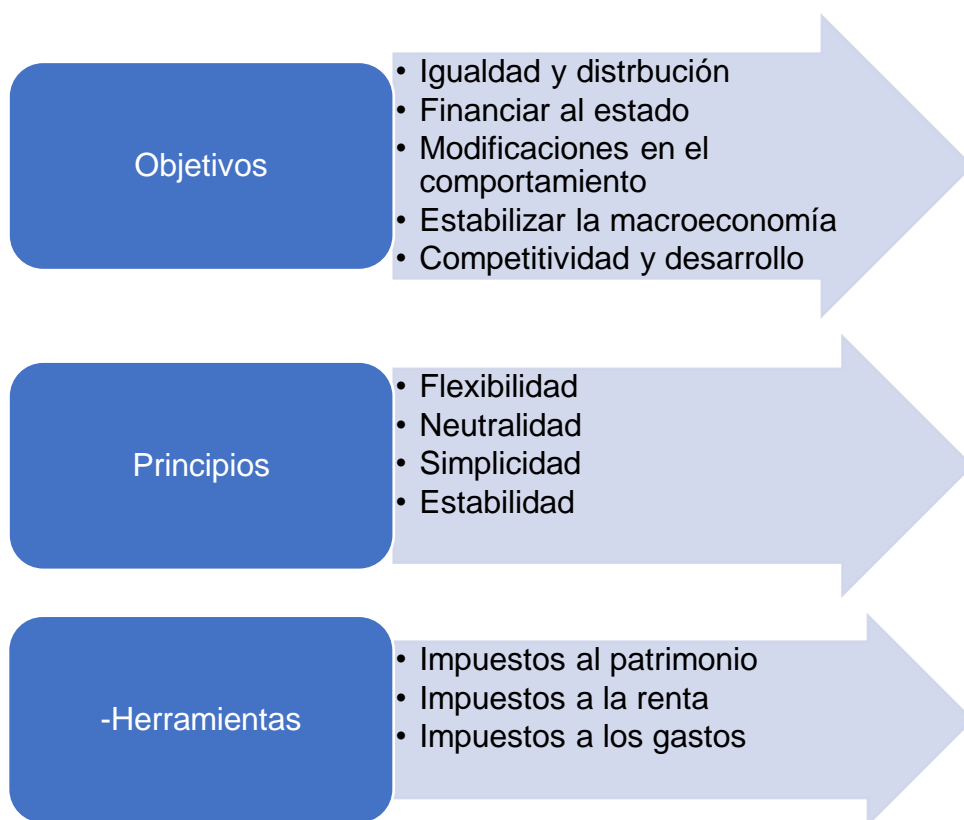 Objetivos
• Igualdad y distrbución
• Financiar al estado
• Modificaciones en el
comportamiento
• Estabilizar la macroeconomía
• Competitividad y desarrollo
Principios
• Flexibilidad
• Neutralidad
• Simplicidad
• Estabilidad
-Herramientas
• Impuestos al patrimonio
• Impuestos a la renta
• Impuestos a los gastos